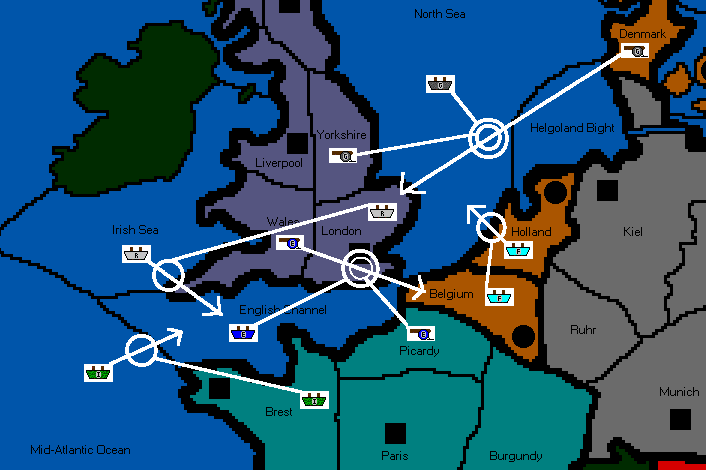 North Sea
Denmark
Helgoland Bight
Yorkshire
Liverpool
Wales
London
Irish Sea
Holland
Kiel
Belgium
English Channel
Ruhr
Picardy
Munich
Brest
Mid-Atlantic Ocean
Paris
Burgundy
G
G
G
R
E
R
F
F
E
E
I
I